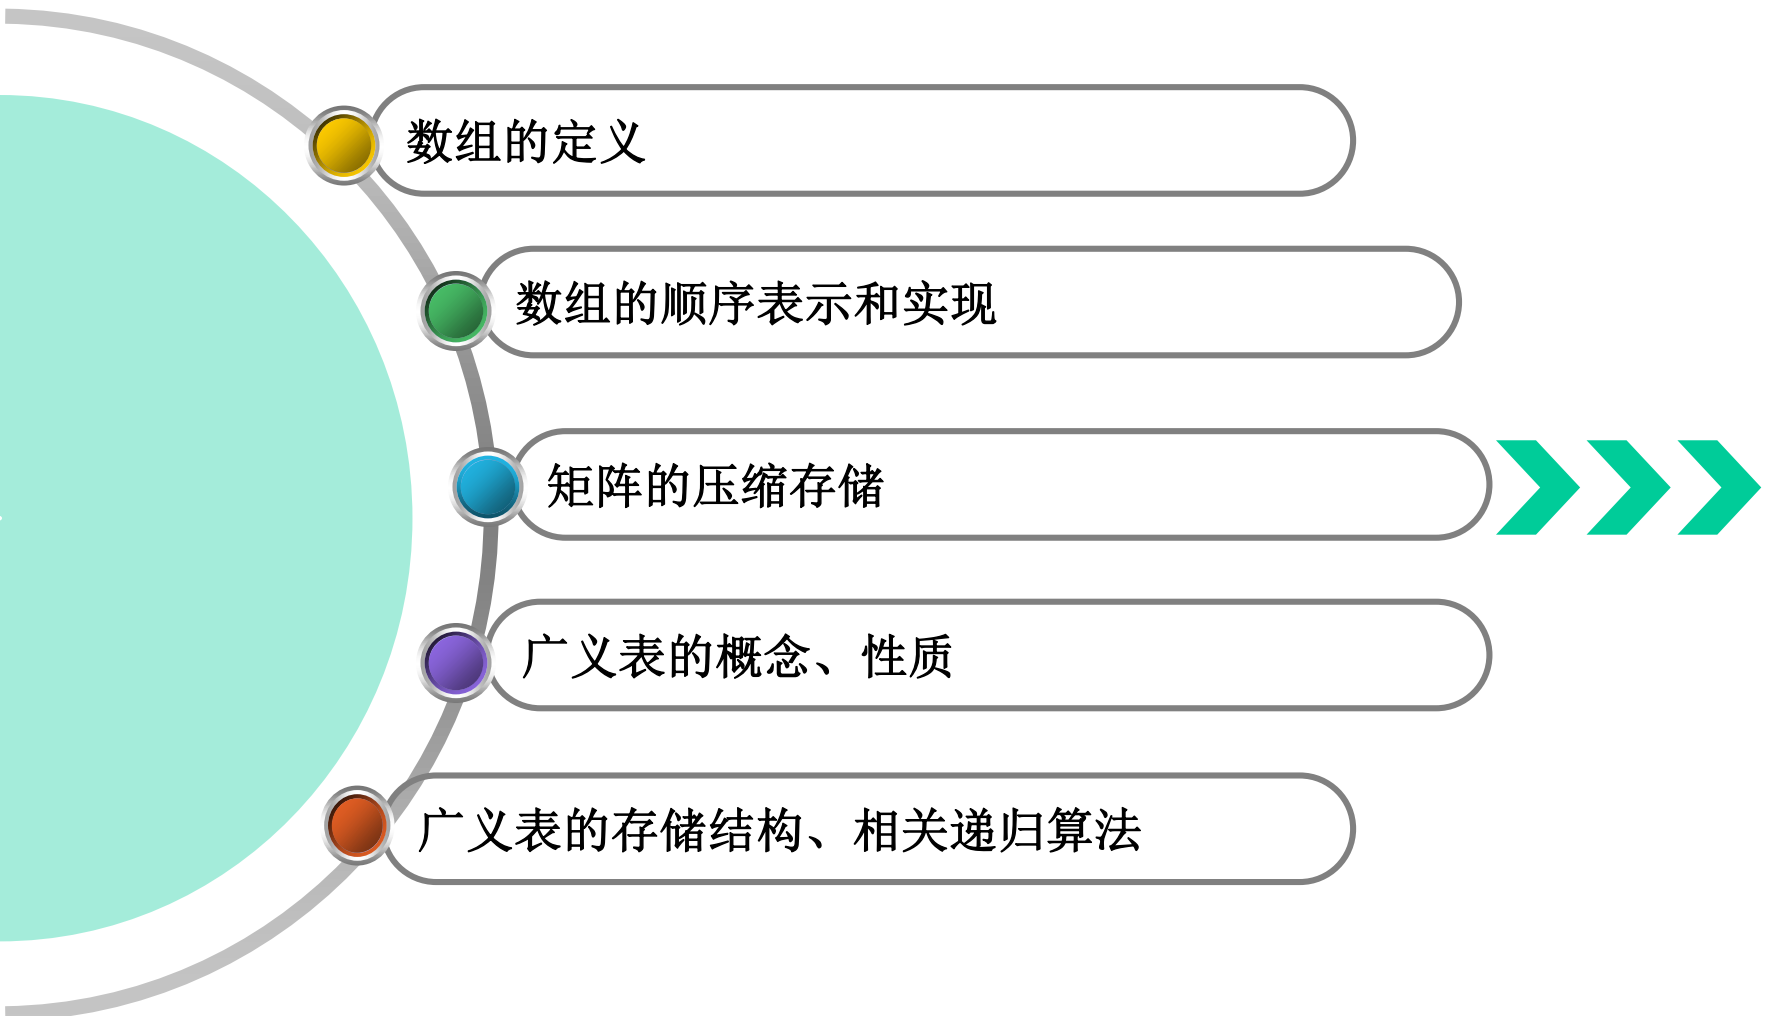 数组的定义
数组的顺序表示和实现
矩阵的压缩存储
广义表的概念、性质
广义表的存储结构、相关递归算法